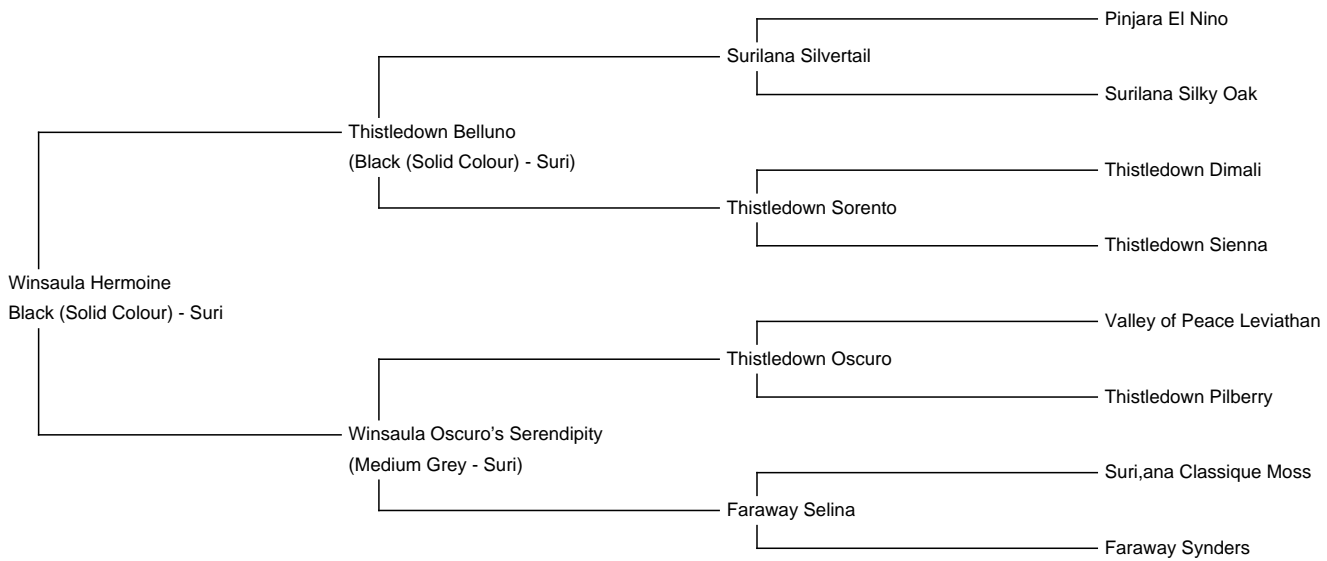 Pinjara El Nino
Surilana Silvertail
Surilana Silky Oak
Thistledown Belluno
(Black (Solid Colour) - Suri)
Thistledown Dimali
Thistledown Sorento
Thistledown Sienna
Winsaula Hermoine
Black (Solid Colour) - Suri
Valley of Peace Leviathan
Thistledown Oscuro
Thistledown Pilberry
Winsaula Oscuro's Serendipity
(Medium Grey - Suri)
Suri,ana Classique Moss
Faraway Selina
Faraway Synders